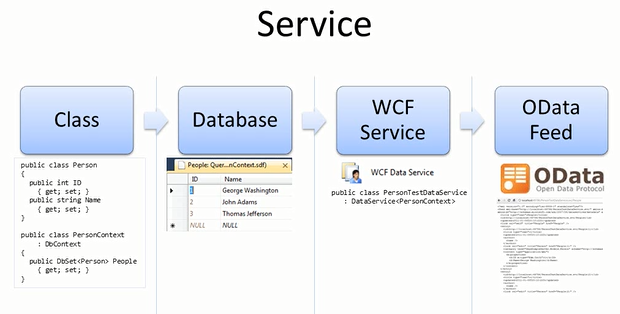 Service
Class
Database
WCF
Service
OData
Feed
public class Person
{
public int ID
{ get; set; }
public string Name
{ get; set; }
}
public class PersonContext
: DbContext
{
public DbSet<Person> People
{ get; set; }
}
People: Quer...nContext.sdf)
ID Name
1 George Washington
2 John Adams
3 Thomas Jefferson
NULL NULL
WCF Data Service
public class PersonTestDataService
: DataService<PersonContext>
OData
Open Data Protocol